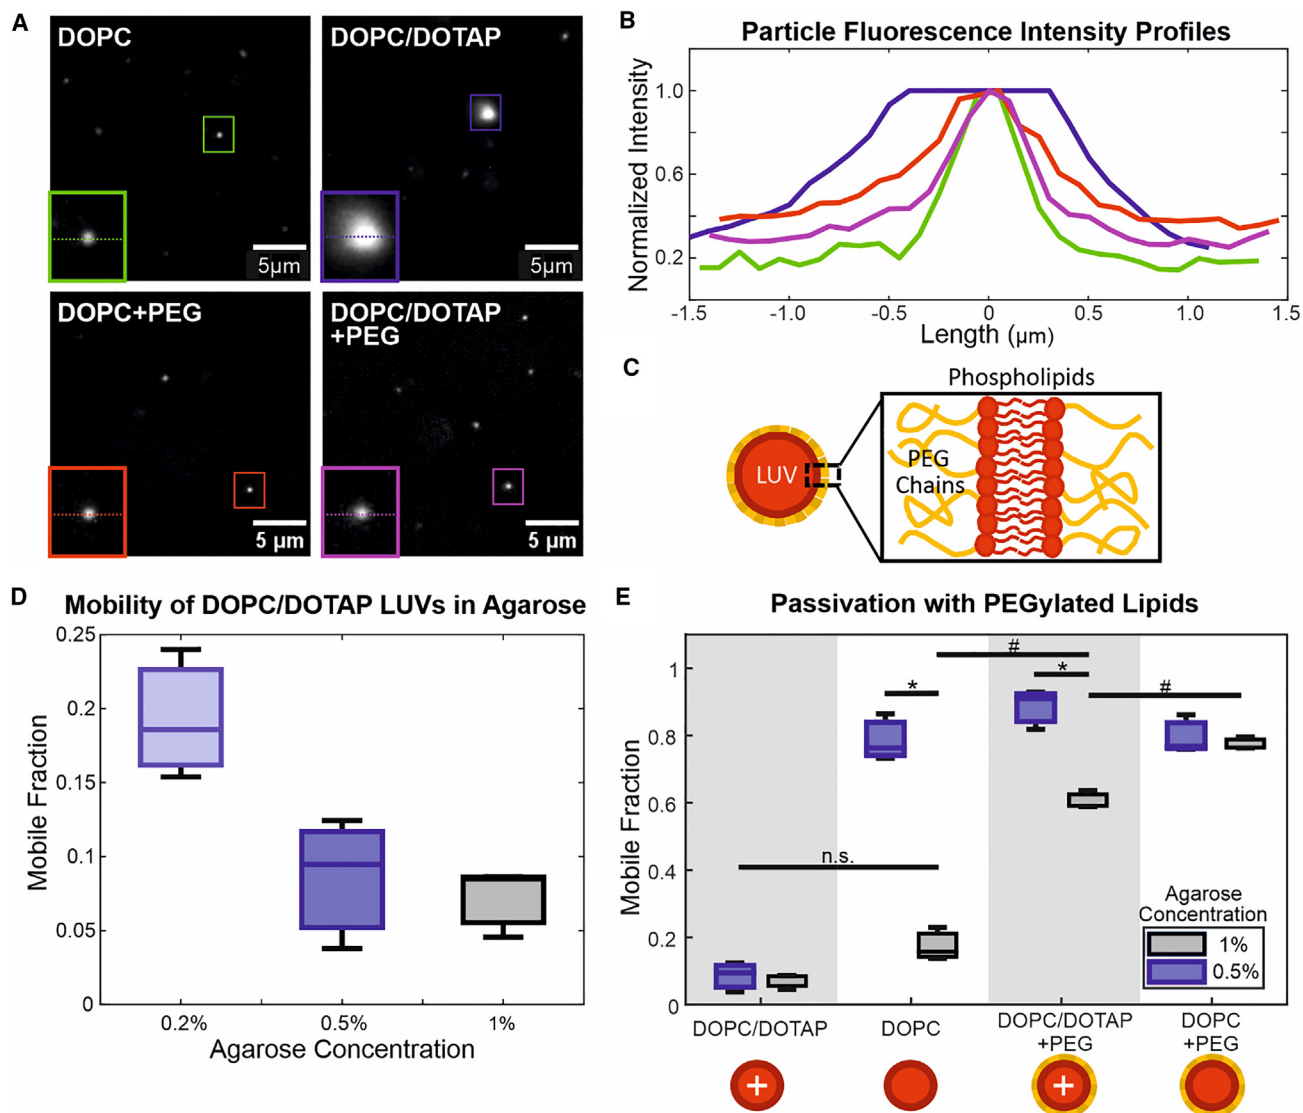 A
DOPC
5µm
DOPC/DOTAP
5µm
DOPC+PEG
5 µm
DOPC/DOTAP
+PEG
5 µm
B
Particle Fluorescence Intensity Profiles
Normalized Intensity
1.0
0.6
0.2
-1.5 -1.0 -0.5 0 0.5 1.0 1.5
Length (µm)
C
Phospholipids
LUV
PEG
Chains
D
Mobility of DOPC/DOTAP LUVs in Agarose
Mobile Fraction
0.25
0.2
0.15
0.1
0.05
0
0.2% 0.5% 1%
Agarose Concentration
E
Passivation with PEGylated Lipids
Mobile Fraction
1
0.8
0.6
0.4
0.2
0
#
*
*
#
n.s.
Agarose
Concentration
1%
0.5%
DOPC/DOTAP
DOPC
DOPC/DOTAP
+PEG
DOPC
+PEG
+
+